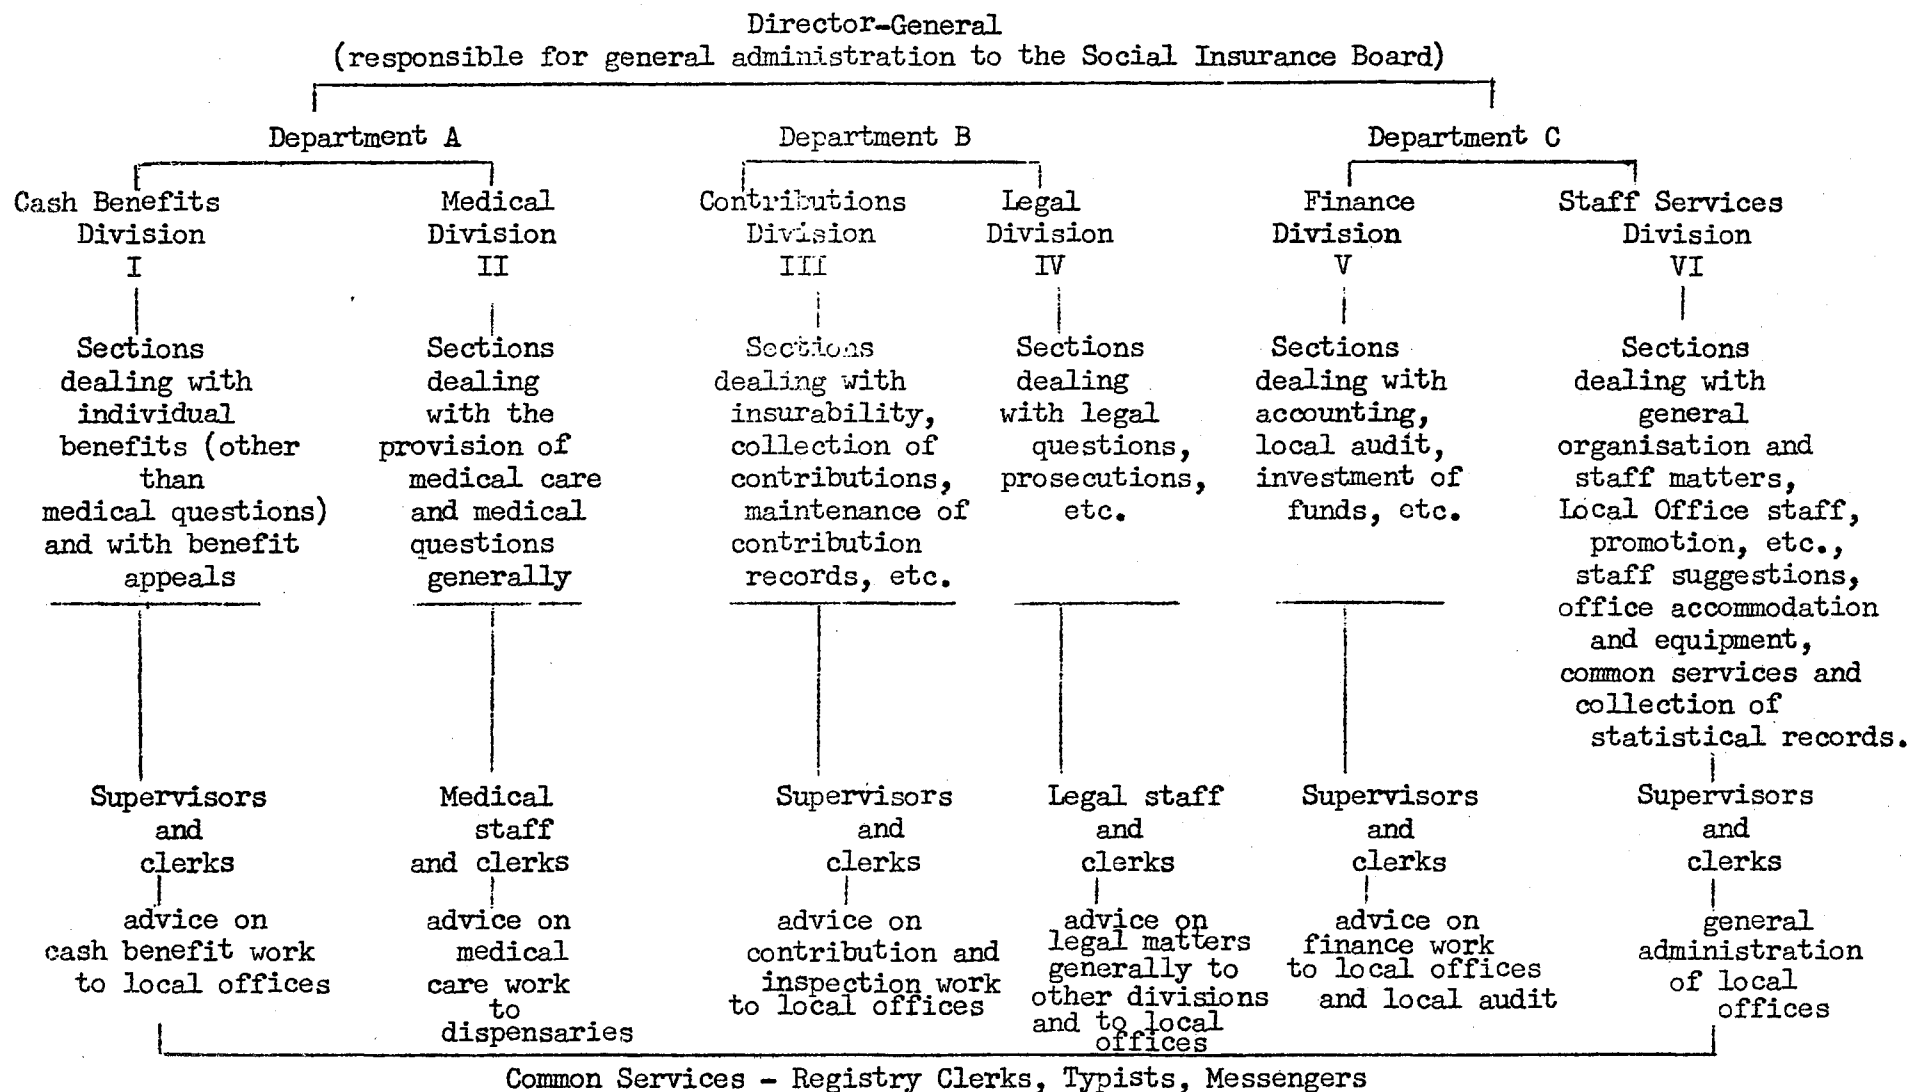 Director-General
(responsible for general administration to the Social Insurance Board)
Department A
Department B
Department C
Cash Benefits
Division
I
Medical
Division
II
Contributions
Division
III
Legal
Division
IV
Finance
Division
V
Staff Services
Division
VI
Sections
dealing with
individual
benefits (other
than
medical questions)
and with benefit
appeals
Sections
dealing
with the
provision of
medical care
and medical
questions
generally
Sections
dealing with
insurability,
collection of
contributions,
maintenance of
contribution
records, etc.
Sections
dealing
with legal
questions,
prosecutions,
etc.
Sections
dealing with
accounting,
local audit,
investment of
funds, etc.
Sections
dealing with
general
organisation and
staff matters,
Local Office staff,
promotion, etc.,
staff suggestions,
office accommodation
and equipment,
common services and
collection of
statistical records.
Supervisors
and
clerks
Medical
staff
and clerks
Supervisors
and
clerks
Legal staff
and
clerks
Supervisors
and
clerks
Supervisors
and
clerks
advice on
cash benefit work
to local offices
advice on
medical
care work
to
dispensaries
advice on
contribution and
inspection work
to local offices
advice on
legal matters
generally to
other divisions
and to local
offices
advice on
finance work
to local offices
and local audit
general
administration
of local
offices
Common Services - Registry Clerks, Typists, Messengers